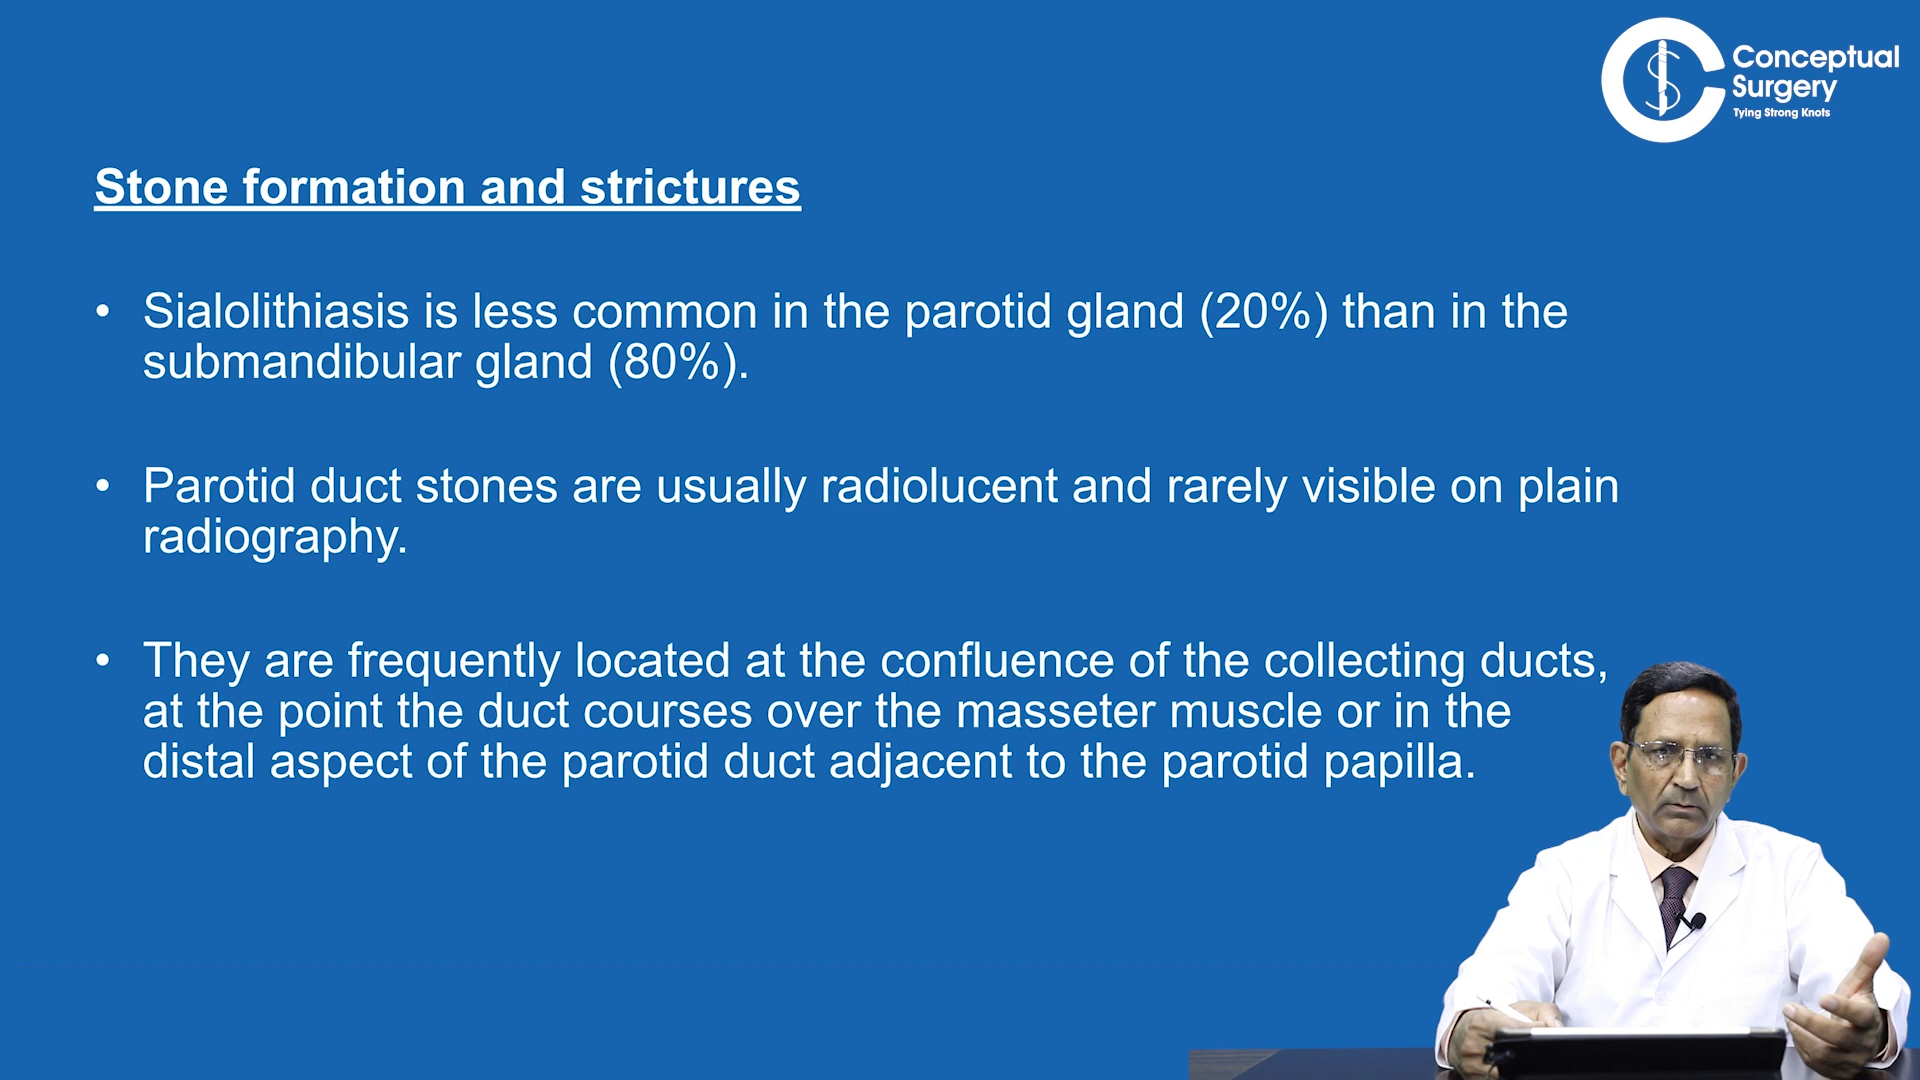 Conceptual
Surgery
Tying Strong Knots
Stone formation and strictures
• Sialolithiasis is less common in the parotid gland (20%) than in the
submandibular gland (80%).
• Parotid duct stones are usually radiolucent and rarely visible on plain
radiography.
• They are frequently located at the confluence of the collecting ducts,
at the point the duct courses over the masseter muscle or in the
distal aspect of the parotid duct adjacent to the parotid papilla.